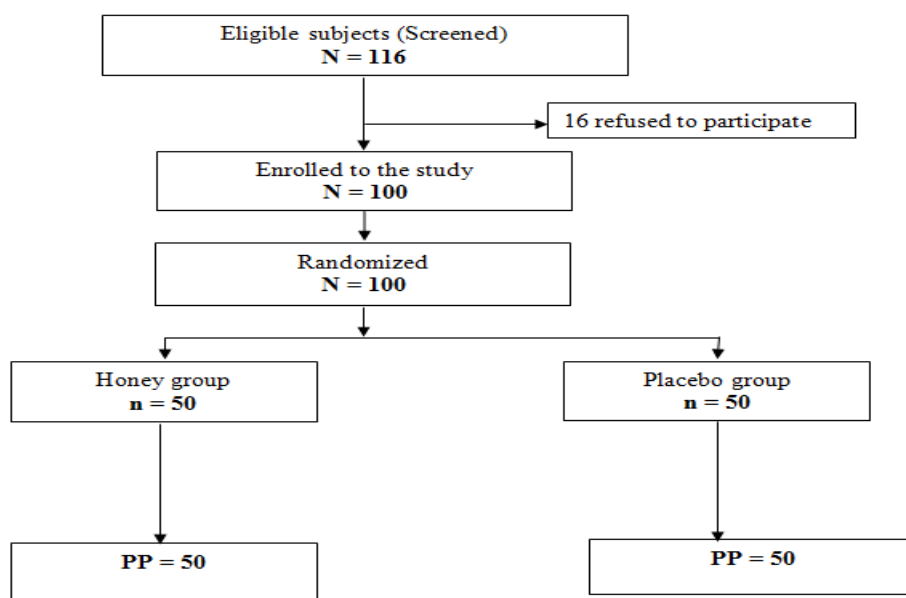 Eligible subjects (Screened)
N = 116
16 refused to participate
Enrolled to the study
N = 100
Randomized
N = 100
Honey group
n = 50
Placebo group
n = 50
PP = 50
PP = 50